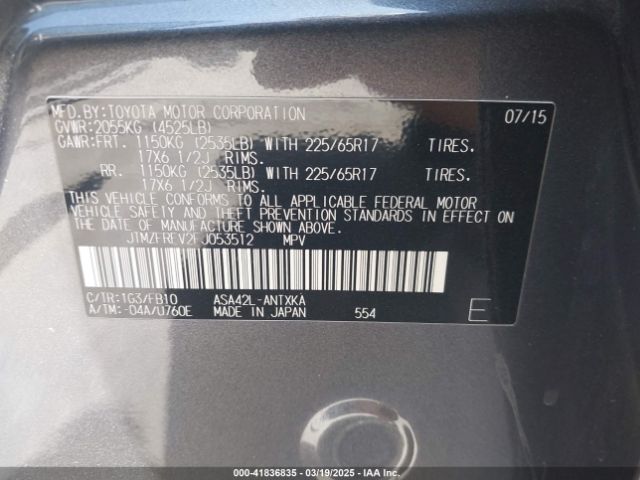 MFD.BY:TOYOTA MOTOR CORPORATION 07/15
GVWR:2055KG (4525LB)
GAWR:FRT. 1150KG (2535LB) WITH 225/65R17 TIRES.
17X6 1/2J RIMS.
RR. 1150KG (2535LB) WITH 225/65R17 TIRES.
17X6 1/2J RIMS.
THIS VEHICLE CONFORMS TO ALL APPLICABLE FEDERAL MOTOR
VEHICLE SAFETY AND THEFT PREVENTION STANDARDS IN EFFECT ON
THE DATE OF MANUFACTURE SHOWN ABOVE.
JTMZFREV2FJ053512 MPV
C/TR:1G3/FB10 ASA42L-ANTXKA
A/TM:-04A/U760E MADE IN JAPAN 554 E
00-41836835 - 03/19/2025 - IAA Inc.